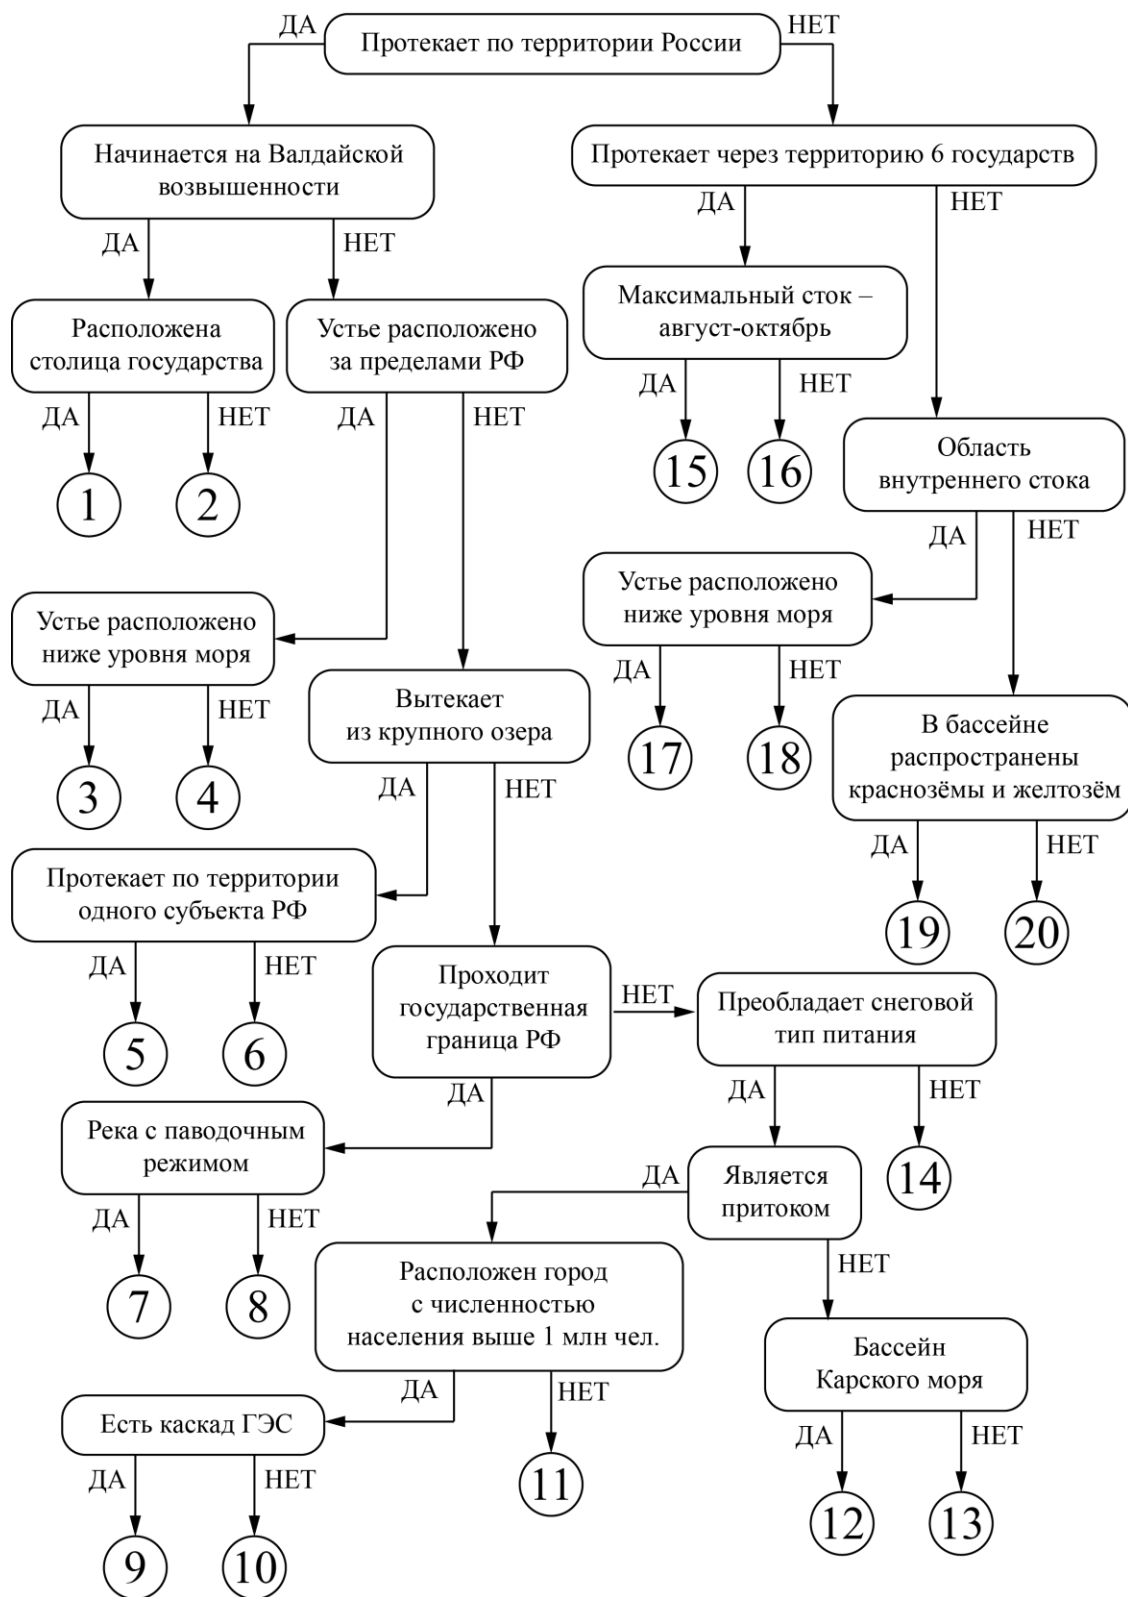 ДА
Протекает по территории России
НЕТ
Начинается на Валдайской
возвышенности
Протекает через территорию 6 государств
ДА
НЕТ
ДА
НЕТ
Расположена
столица государства
Устье расположено
за пределами РФ
Максимальный сток –
август-октябрь
ДА
НЕТ
ДА
НЕТ
ДА
НЕТ
1
2
15
16
Область
внутреннего стока
ДА
НЕТ
Устье расположено
ниже уровня моря
Устье расположено
ниже уровня моря
ДА
НЕТ
ДА
НЕТ
3
4
Вытекает
из крупного озера
17
18
В бассейне
распространены
краснозёмы и желтозём
ДА
НЕТ
ДА
НЕТ
Протекает по территории
одного субъекта РФ
19
20
ДА
НЕТ
5
6
Проходит
государственная
граница РФ
НЕТ
Преобладает снеговой
тип питания
ДА
ДА
НЕТ
Река с паводочным
режимом
14
ДА
Является
притоком
ДА
НЕТ
НЕТ
7
8
Расположен город
с численностью
населения выше 1 млн чел.
Бассейн
Карского моря
ДА
НЕТ
Есть каскад ГЭС
11
ДА
НЕТ
ДА
НЕТ
12
13
9
10